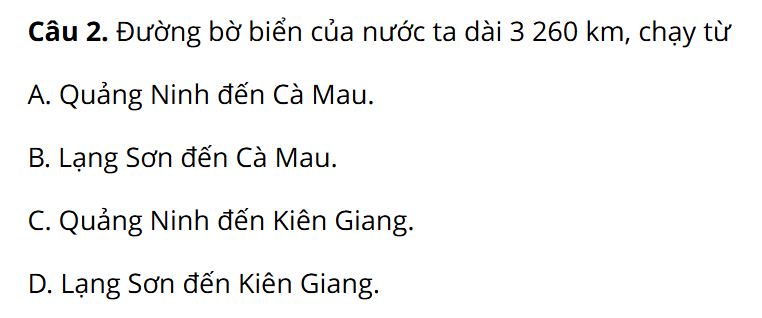 Câu 2. Đường bờ biển của nước ta dài 3 260 km, chạy từ
A. Quảng Ninh đến Cà Mau.
B. Lạng Sơn đến Cà Mau.
C. Quảng Ninh đến Kiên Giang.
D. Lạng Sơn đến Kiên Giang.